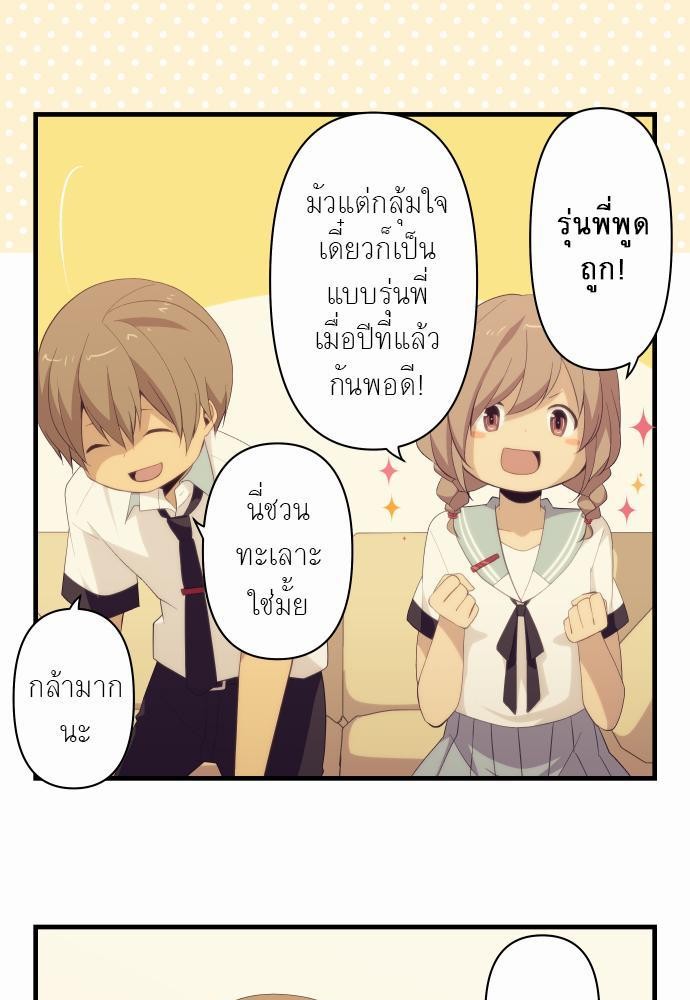 รุ่นพี่พูด
ถูก!
มัวแต่กลุ้มใจ
เดี๋ยวก็เป็น
แบบรุ่นพี่
เมื่อปีที่แล้ว
กันพอดี!
นี่ชวน
ทะเลาะ
ใช่มั้ย
กล้ามาก
นะ